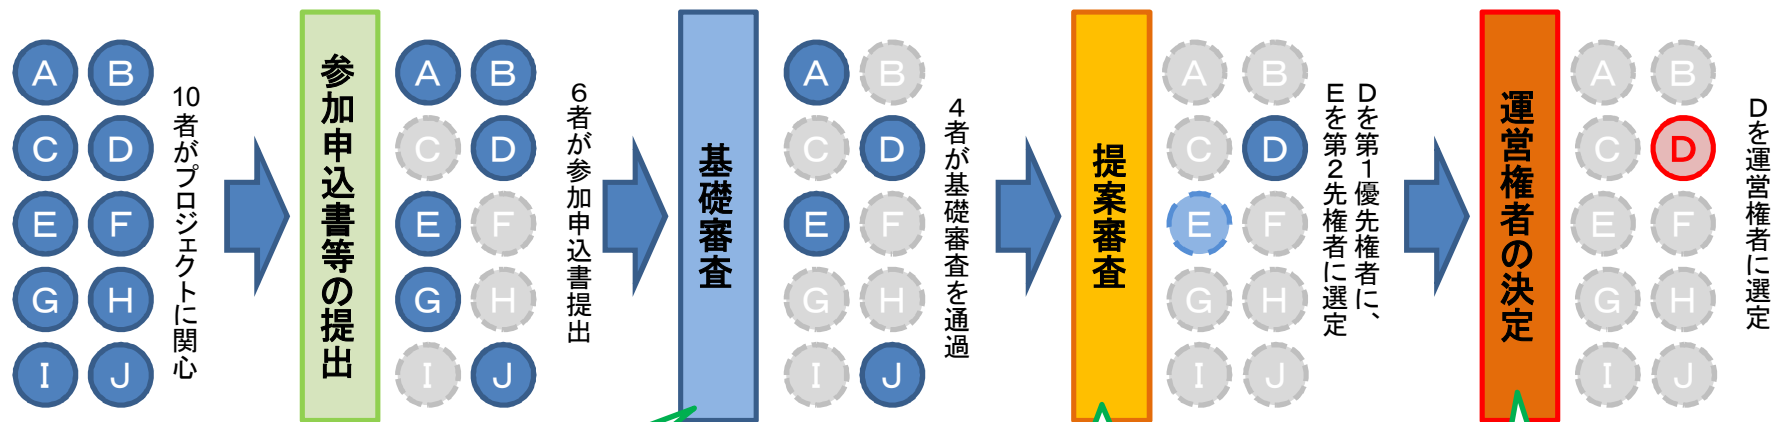 A B
C D
E F
G H
I J
10者がプロジェクトに関心
参加申込書等の提出
A B
C D
E F
G H
I J
6者が参加申込書提出
基礎審査
A B
C D
E F
G H
I J
4者が基礎審査を通過
提案審査
A B
C D
E F
G H
I J
Dを第1優先権者に、
Eを第2先権者に選定
運営権者の決定
A B
C D
E F
G H
I J
Dを運営権者に選定